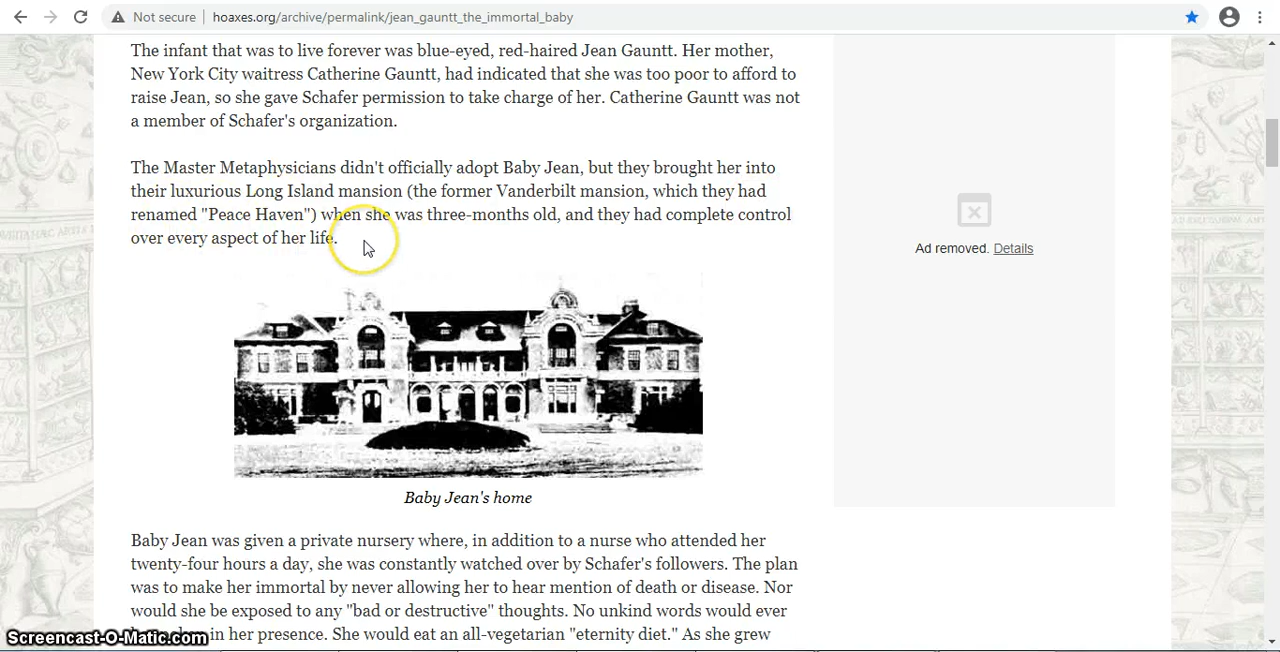 Not secure
hoaxes.org/archive/permalink/jean_gauntt_the_immortal_baby
The infant that was to live forever was blue-eyed, red-haired Jean Gauntt. Her mother,
New York City waitress Catherine Gauntt, had indicated that she was too poor to afford to
raise Jean, so she gave Schafer permission to take charge of her. Catherine Gauntt was not
a member of Schafer's organization.
The Master Metaphysicians didn't officially adopt Baby Jean, but they brought her into
their luxurious Long Island mansion (the former Vanderbilt mansion, which they had
renamed "Peace Haven") when she was three-months old, and they had complete control
over every aspect of her life.
Ad removed. Details
Baby Jean's home
Baby Jean was given a private nursery where, in addition to a nurse who attended her
twenty-four hours a day, she was constantly watched over by Schafer's followers. The plan
was to make her immortal by never allowing her to hear mention of death or disease. Nor
would she be exposed to any "bad or destructive" thoughts. No unkind words would ever
in her presence. She would eat an all-vegetarian "eternity diet." As she grew
Screencast-O-Matic.com